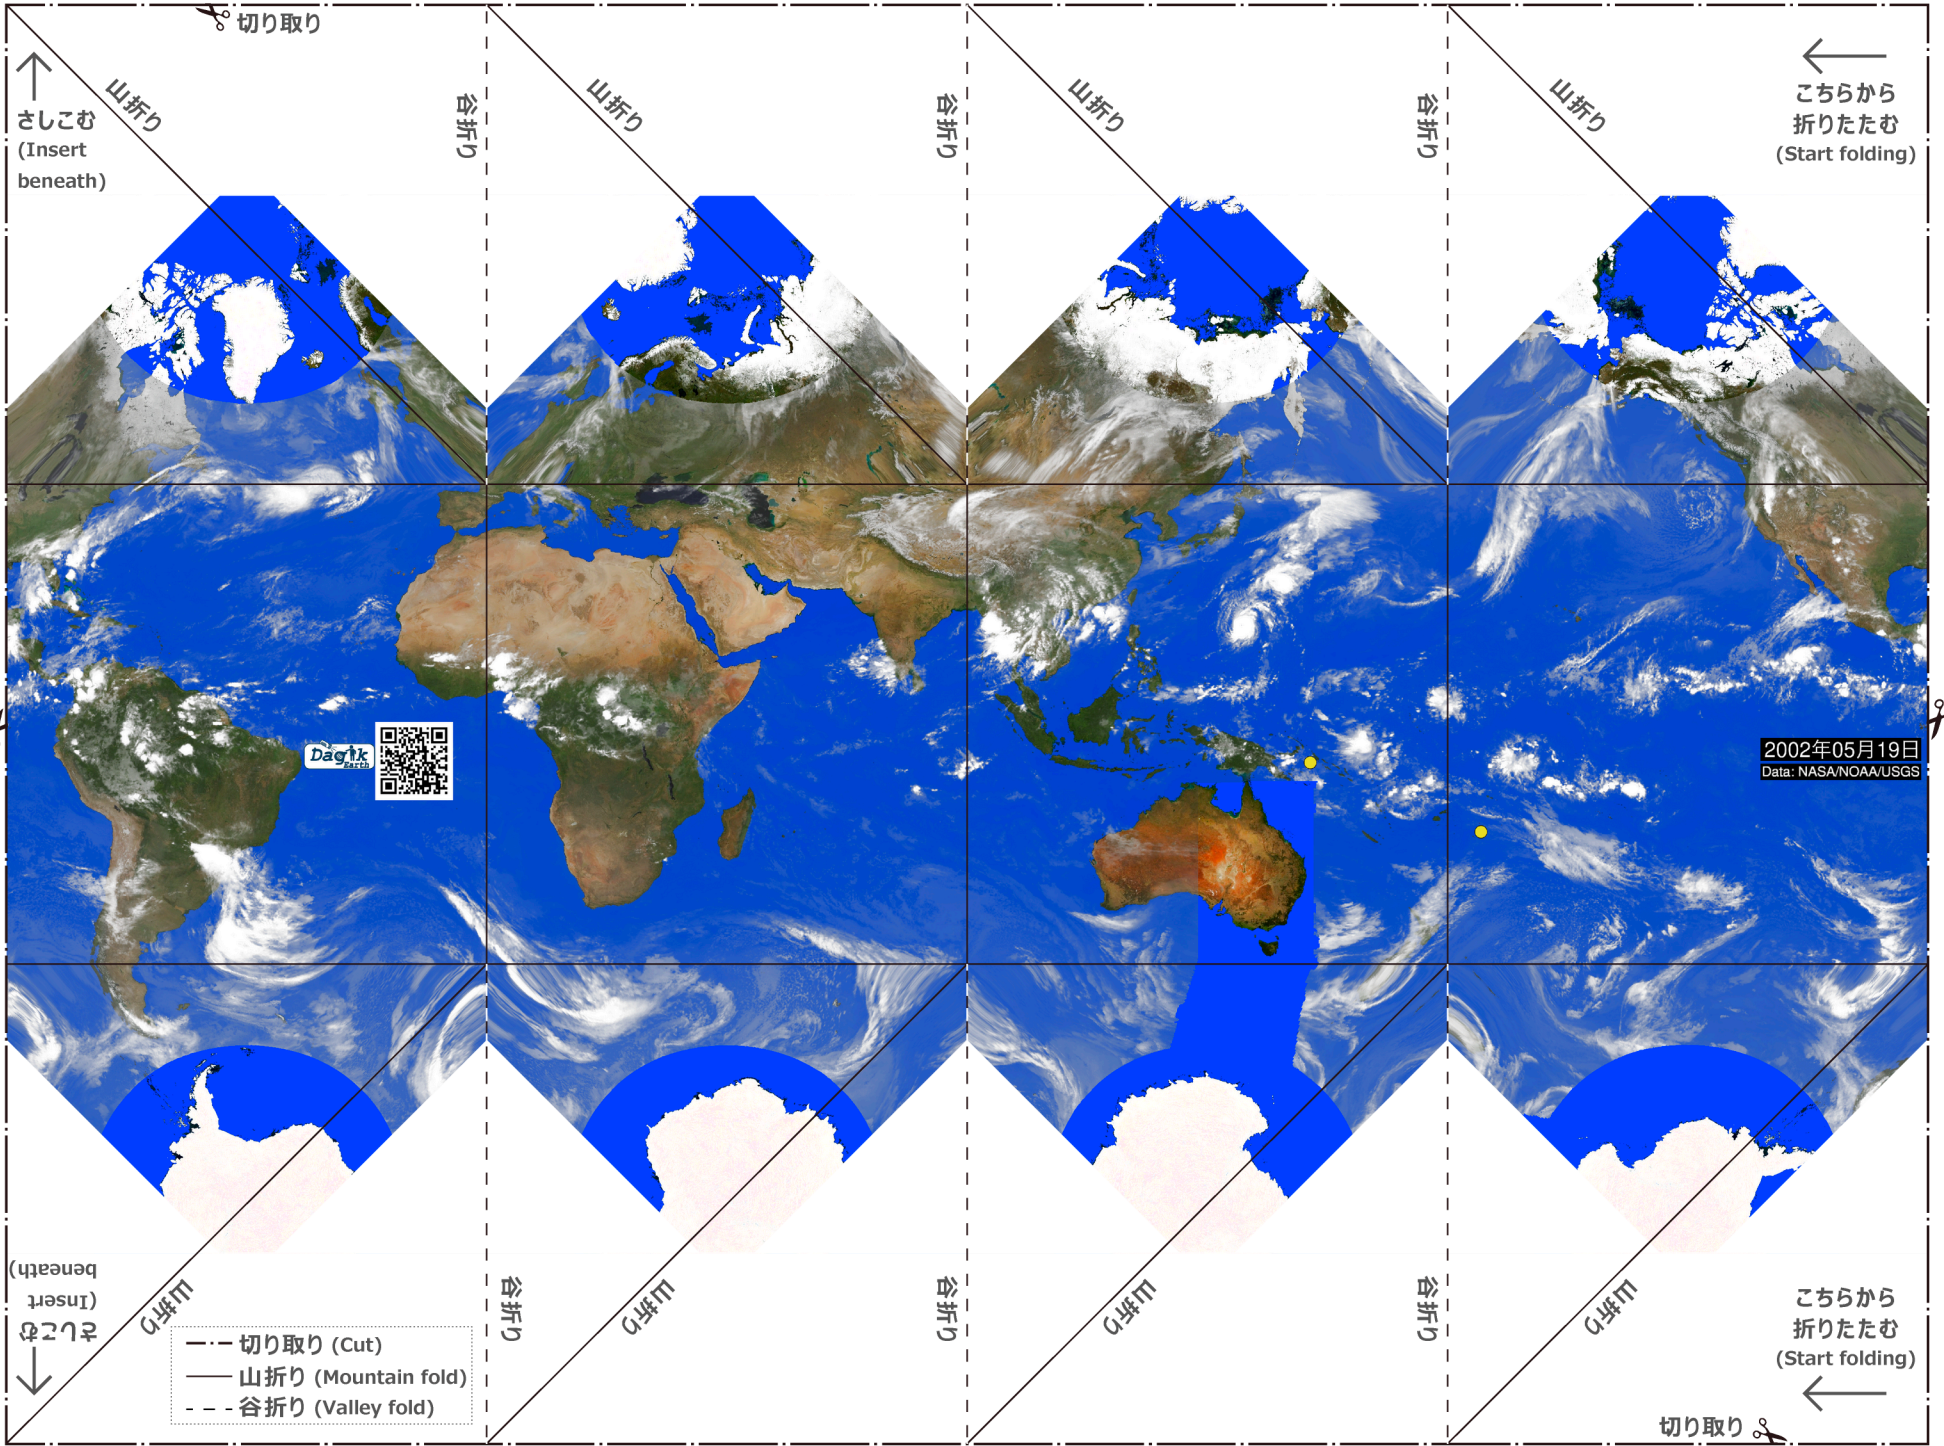 切り取り
山折り
谷折り
山折り
谷折り
山折り
谷折り
山折り
さしこむ
(Insert
beneath)
こちらから
折りたたむ
(Start folding)
Dagik
Earth
2002年05月19日
Data: NASA/NOAA/USGS
さしこむ
(Insert
beneath)
山折り
谷折り
山折り
谷折り
山折り
谷折り
山折り
こちらから
折りたたむ
(Start folding)
切り取り (Cut)
山折り (Mountain fold)
谷折り (Valley fold)
切り取り